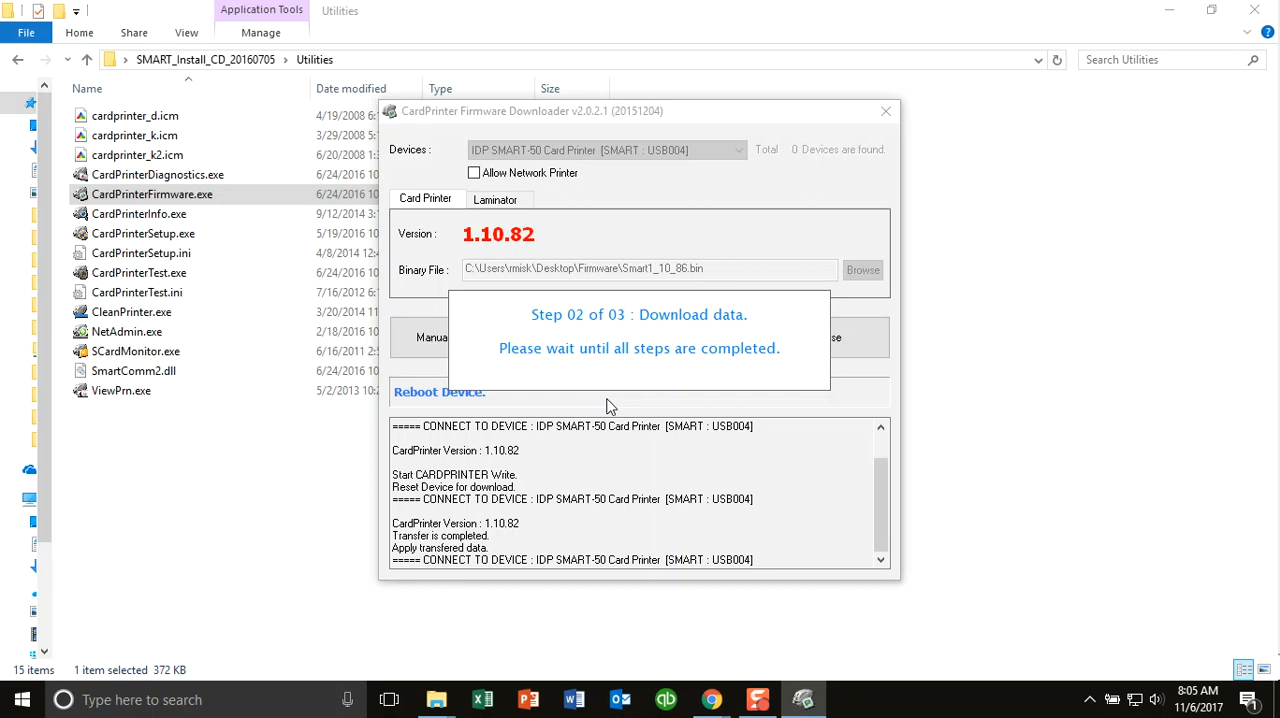 Application Tools
Utilities
File
Home
Share
View
Manage
SMART_Install_CD_20160705
Utilities
Search Utilities
Name
Date modified
Type
Size
cardprinter_d.icm
4/19/2008 6:
cardprinter_k.icm
3/29/2008 5:
cardprinter_k2.icm
6/20/2008 1:
CardPrinterDiagnostics.exe
6/24/2016 10
CardPrinterFirmware.exe
6/24/2016 10
CardPrinterInfo.exe
9/12/2014 3:
CardPrinterSetup.exe
5/19/2016 10
CardPrinterSetup.ini
4/8/2014 12:
CardPrinterTest.exe
6/24/2016 10
CardPrinterTest.ini
7/16/2012 6:
CleanPrinter.exe
3/20/2014 11
NetAdmin.exe
2/18/2016 10
SCardMonitor.exe
6/16/2011 2:
SmartComm2.dll
6/24/2016 10
ViewPrn.exe
5/2/2013 10:
CardPrinter Firmware Downloader v2.0.2.1 (20151204)
Devices :
IDP SMART-50 Card Printer [SMART : USB004]
Total 0 Devices are found.
Allow Network Printer
Card Printer
Laminator
Version :
1.10.82
Binary File :
C:\Users\rmisk\Desktop\Firmware\Smart1_10_86.bin
Browse
Step 02 of 03 : Download data.
Please wait until all steps are completed.
Manua
se
Reboot Device.
===== CONNECT TO DEVICE : IDP SMART-50 Card Printer [SMART : USB004]
CardPrinter Version : 1.10.82
Start CARDPRINTER Write.
Reset Device for download.
===== CONNECT TO DEVICE : IDP SMART-50 Card Printer [SMART : USB004]
CardPrinter Version : 1.10.82
Transfer is completed.
Apply transfered data.
===== CONNECT TO DEVICE : IDP SMART-50 Card Printer [SMART : USB004]
15 items
1 item selected 372 KB
Type here to search
8:05 AM
11/6/2017
1